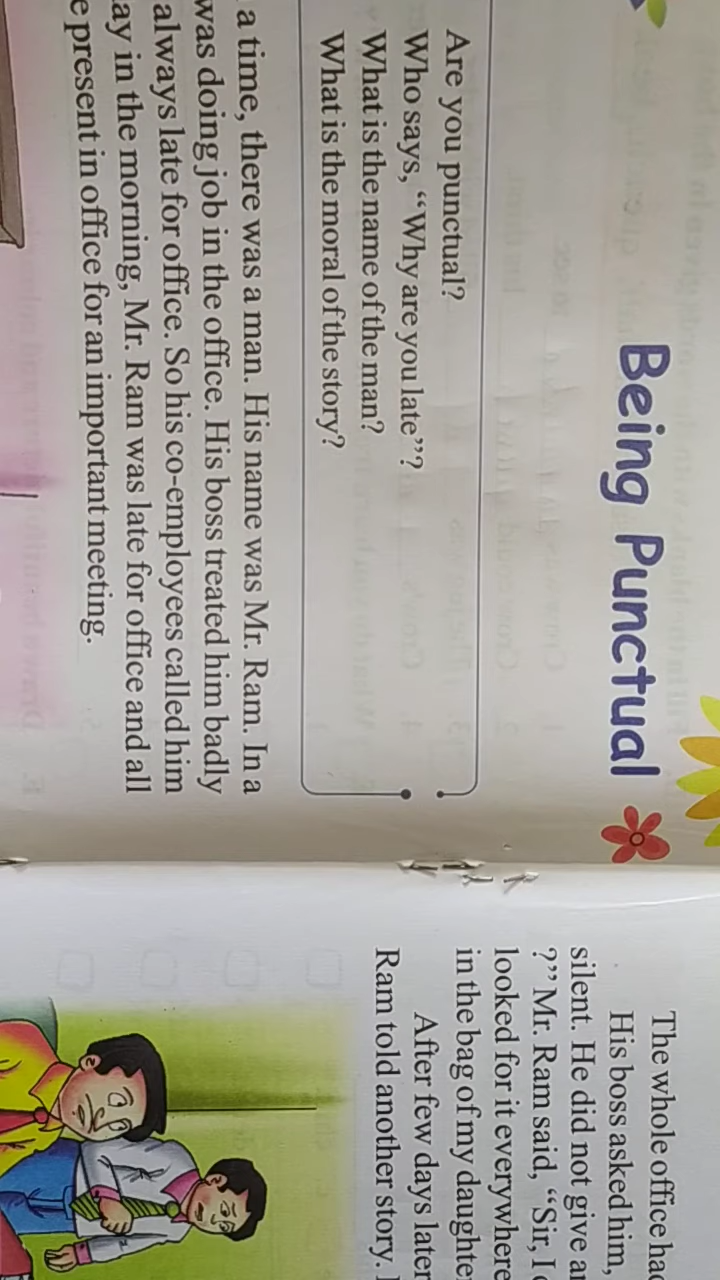 Being Punctual
Are you punctual?
Who says, “Why are you late”?
What is the name of the man?
What is the moral of the story?
a time, there was a man. His name was Mr. Ram. In a
was doing job in the office. His boss treated him badly
always late for office. So his co-employees called him
in the morning, Mr. Ram was late for office and all
present in office for an important meeting.
The whole office
His boss asked him,
silent. He did not give
?” Mr. Ram said, “Sir, I
looked for it everywhere
in the bag of my
After few days later
Ram told another story.